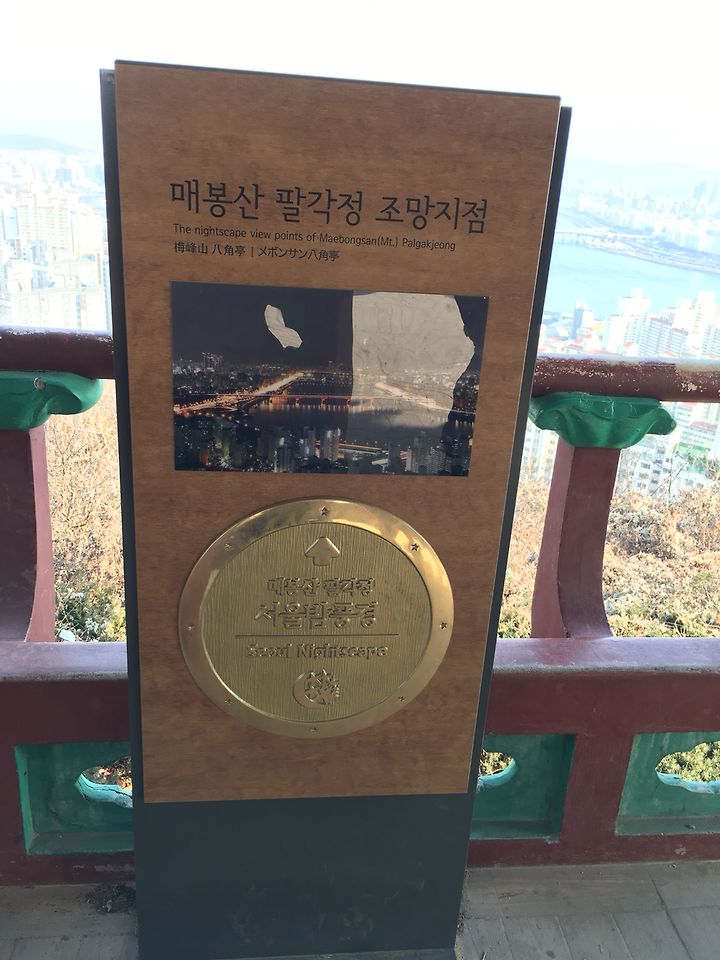 매봉산 팔각정 조망지점
The nightscape view points of Maebongsan(Mt.) Palgakjeong
梅峰山 八角亭 | メボンサン八角亭
매봉산 팔각정
서울밤풍경
Seoul Nightscape